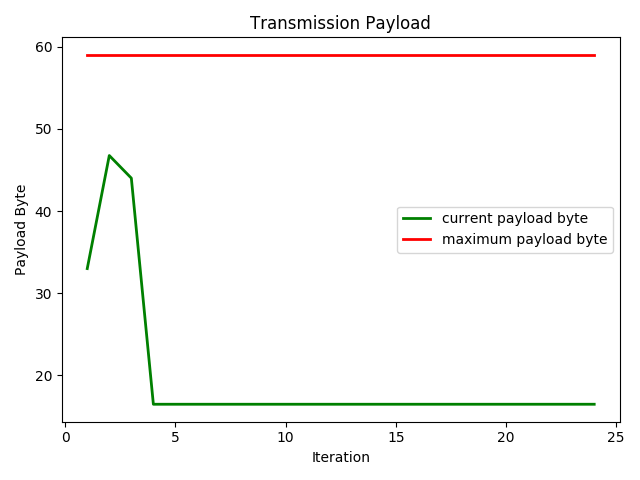 Transmission Payload
Payload Byte
60
50
40
30
20
current payload byte
maximum payload byte
0 5 10 15 20 25
Iteration